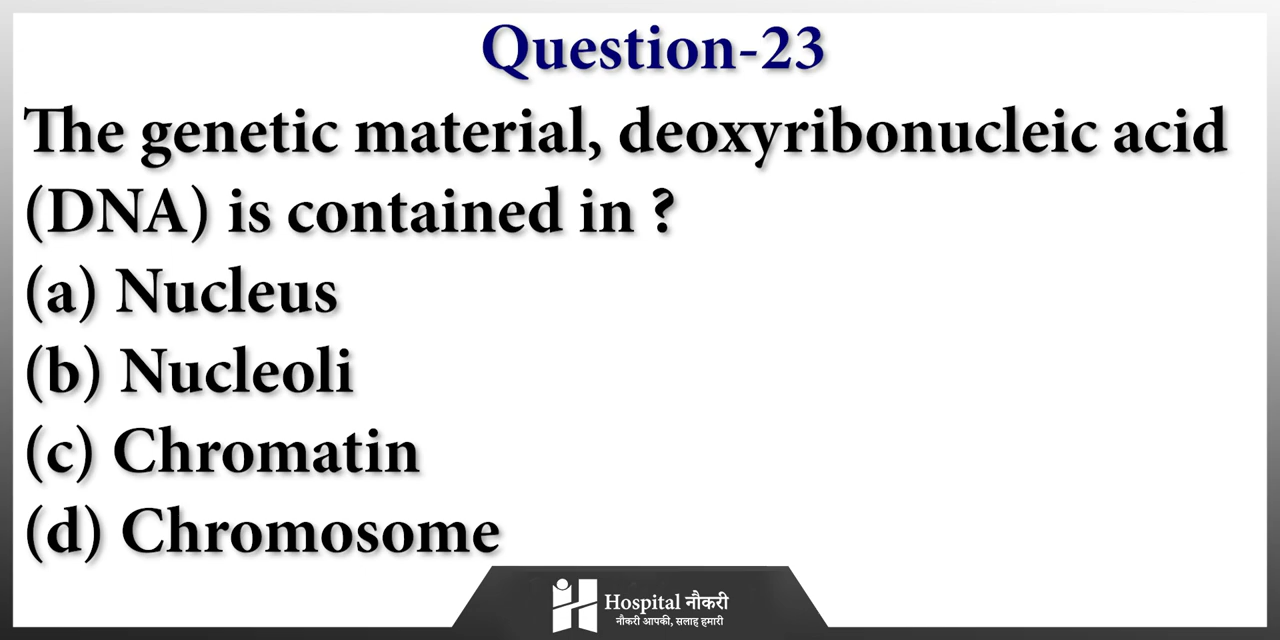 Question-23
The genetic material, deoxyribonucleic acid
(DNA) is contained in ?
(a) Nucleus
(b) Nucleoli
(c) Chromatin
(d) Chromosome
Hospital नौकरी
नौकरी आपकी, सलाह हमारी